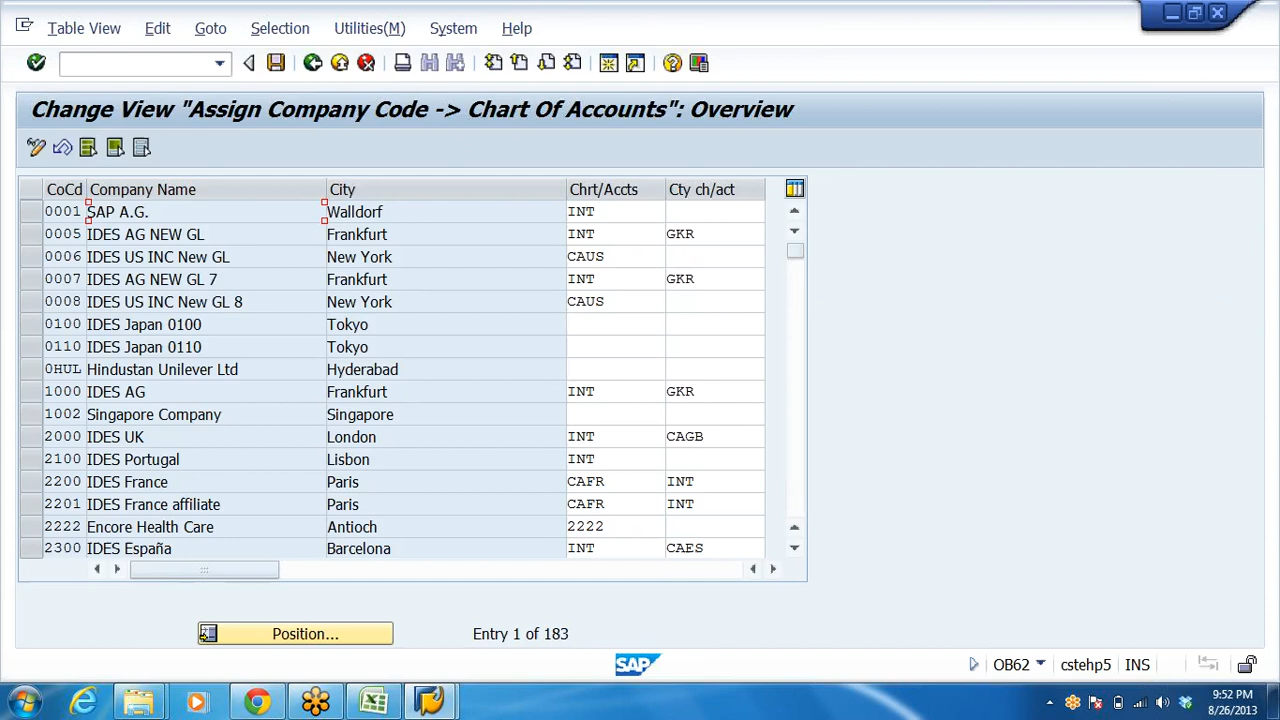 Table View Edit Goto Selection Utilities(M) System Help
Change View "Assign Company Code -> Chart Of Accounts": Overview
CoCd Company Name City Chrt/Accts Cty ch/act
0001 SAP A.G. Walldorf INT
0005 IDES AG NEW GL Frankfurt INT GKR
0006 IDES US INC New GL New York CAUS
0007 IDES AG NEW GL 7 Frankfurt INT GKR
0008 IDES US INC New GL 8 New York CAUS
0100 IDES Japan 0100 Tokyo
0110 IDES Japan 0110 Tokyo
0HUL Hindustan Unilever Ltd Hyderabad
1000 IDES AG Frankfurt INT GKR
1002 Singapore Company Singapore
2000 IDES UK London INT CAGB
2100 IDES Portugal Lisbon INT
2200 IDES France Paris CAFR INT
2201 IDES France affiliate Paris CAFR INT
2222 Encore Health Care Antioch 2222
2300 IDES España Barcelona INT CAES
Position... Entry 1 of 183
SAP OB62 cstehp5 INS
9:52 PM
8/26/2013